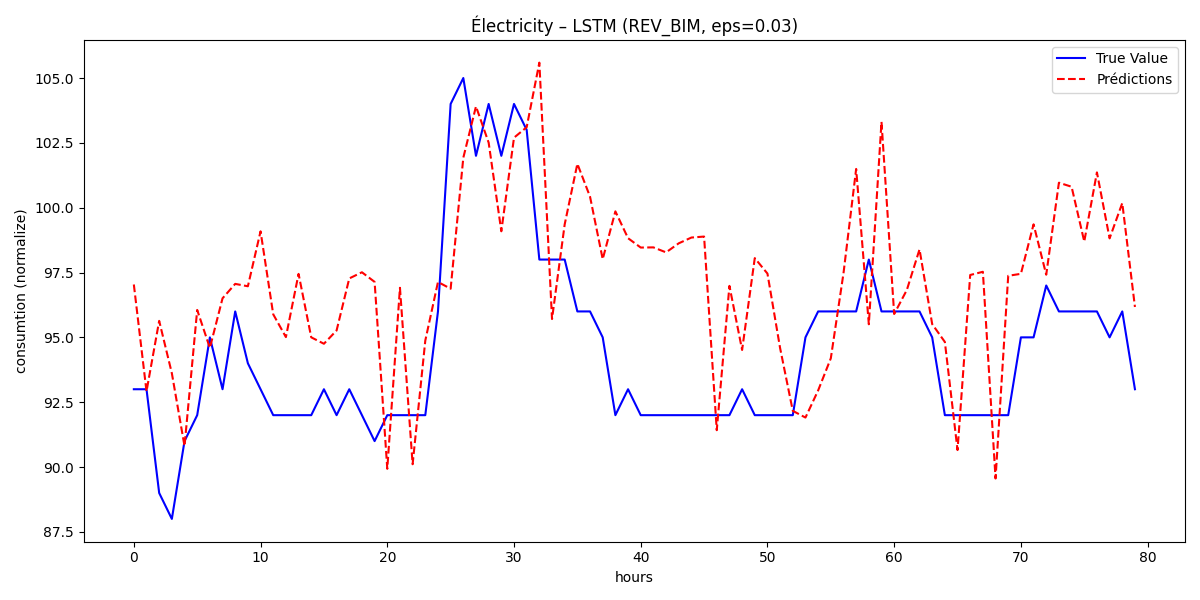 Électricity – LSTM (REV_BIM, eps=0.03)
True Value
Prédictions
consumtion (normalize)
105.0
102.5
100.0
97.5
95.0
92.5
90.0
87.5
0 10 20 30 40 50 60 70 80
hours